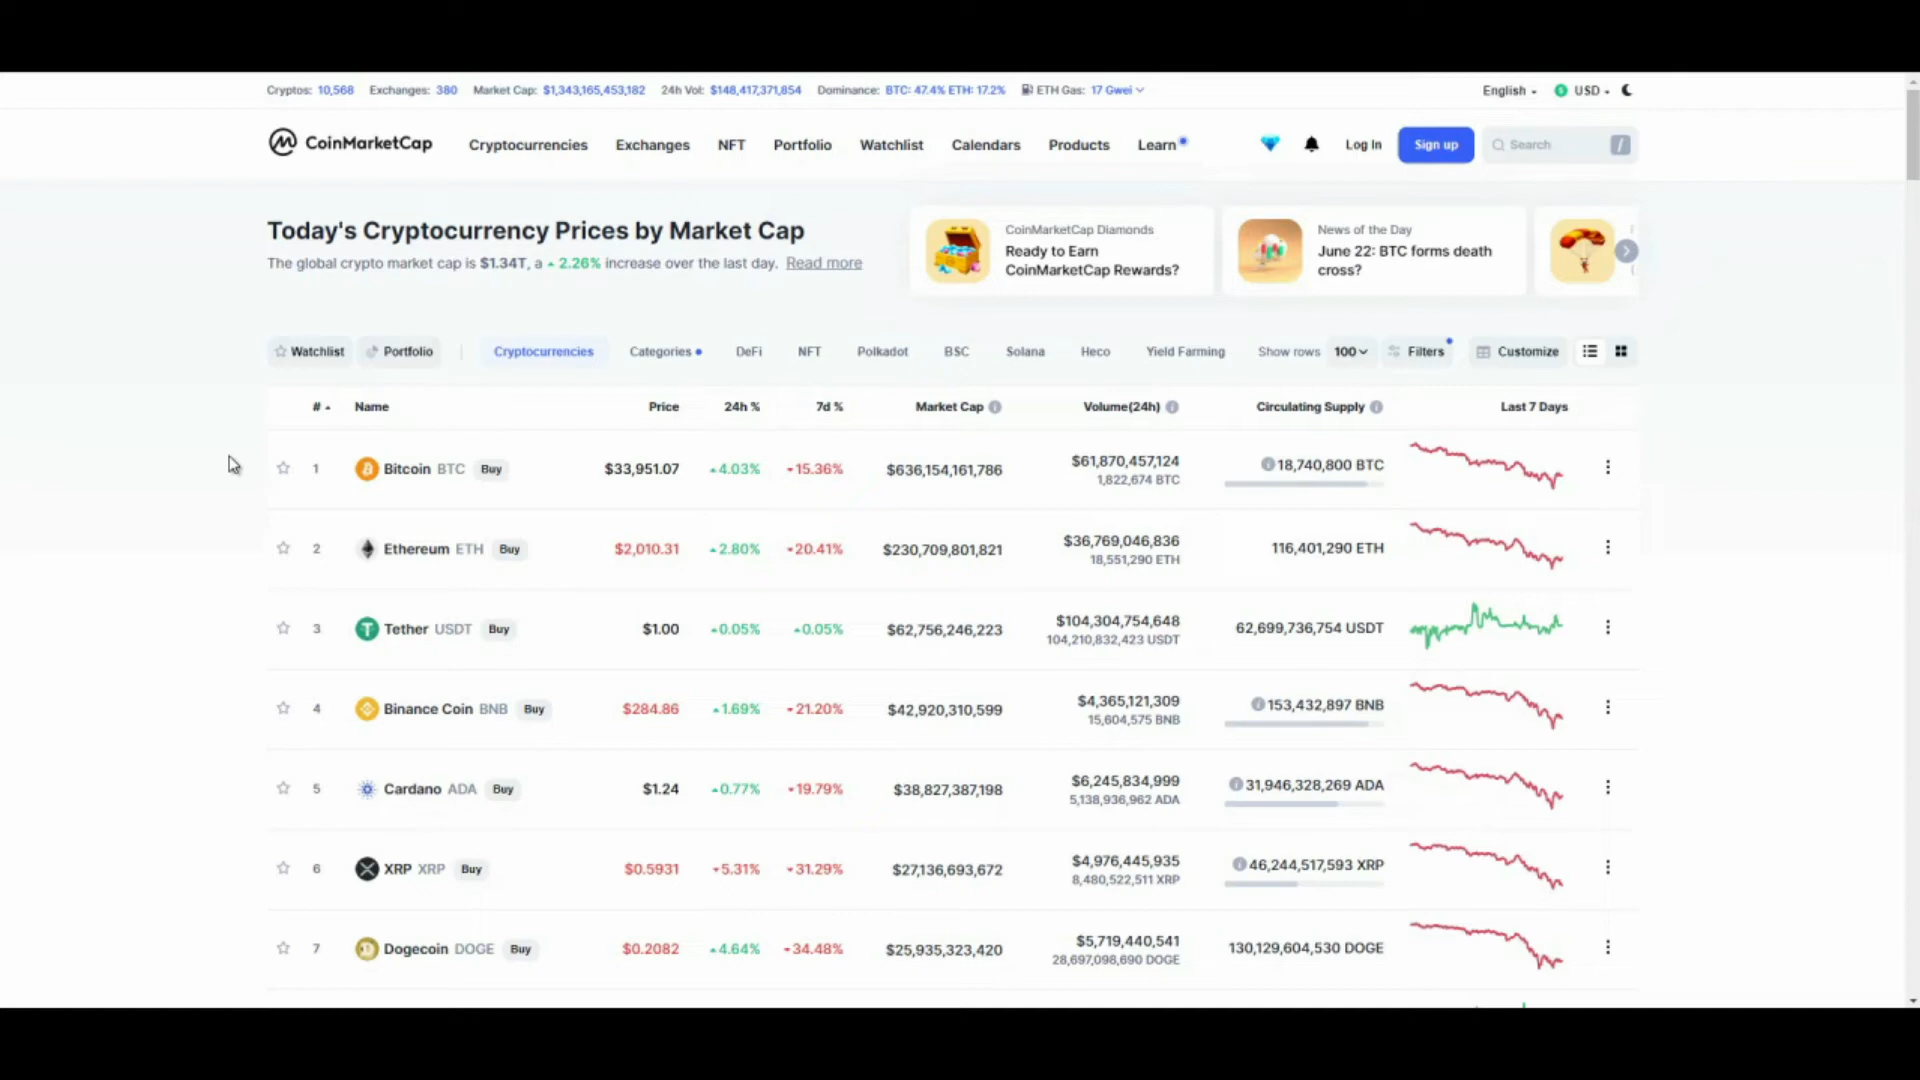 Cryptos: 10,568 Exchanges: 380 Market Cap: $1,343,165,453,182 24h Vol: $148,417,371,854 Dominance: BTC: 47.4% ETH: 17.2% ETH Gas: 17 Gwei English USD
CoinMarketCap Cryptocurrencies Exchanges NFT Portfolio Watchlist Calendars Products Learn Log In Sign up Search /
Today's Cryptocurrency Prices by Market Cap
The global crypto market cap is $1.34T, a 2.26% increase over the last day. Read more
CoinMarketCap Diamonds
Ready to Earn
CoinMarketCap Rewards?
News of the Day
June 22: BTC forms death
cross?
Watchlist Portfolio Cryptocurrencies Categories DeFi NFT Polkadot BSC Solana Heco Yield Farming Show rows 100 Filters Customize
# Name Price 24h % 7d % Market Cap Volume(24h) Circulating Supply Last 7 Days
1 Bitcoin BTC Buy $33,951.07 4.03% 15.36% $636,154,161,786 $61,870,457,124 18,740,800 BTC
1,822,674 BTC
2 Ethereum ETH Buy $2,010.31 2.80% 20.41% $230,709,801,821 $36,769,046,836 116,401,290 ETH
18,551,290 ETH
3 Tether USDT Buy $1.00 0.05% 0.05% $62,756,246,223 $104,304,754,648 62,699,736,754 USDT
104,210,832,423 USDT
4 Binance Coin BNB Buy $284.86 1.69% 21.20% $42,920,310,599 $4,365,121,309 153,432,897 BNB
15,604,575 BNB
5 Cardano ADA Buy $1.24 0.77% 19.79% $38,827,387,198 $6,245,834,999 31,946,328,269 ADA
5,138,936,962 ADA
6 XRP XRP Buy $0.5931 5.31% 31.29% $27,136,693,672 $4,976,445,935 46,244,517,593 XRP
8,480,522,511 XRP
7 Dogecoin DOGE Buy $0.2082 4.64% 34.48% $25,935,323,420 $5,719,440,541 130,129,604,530 DOGE
28,697,098,690 DOGE